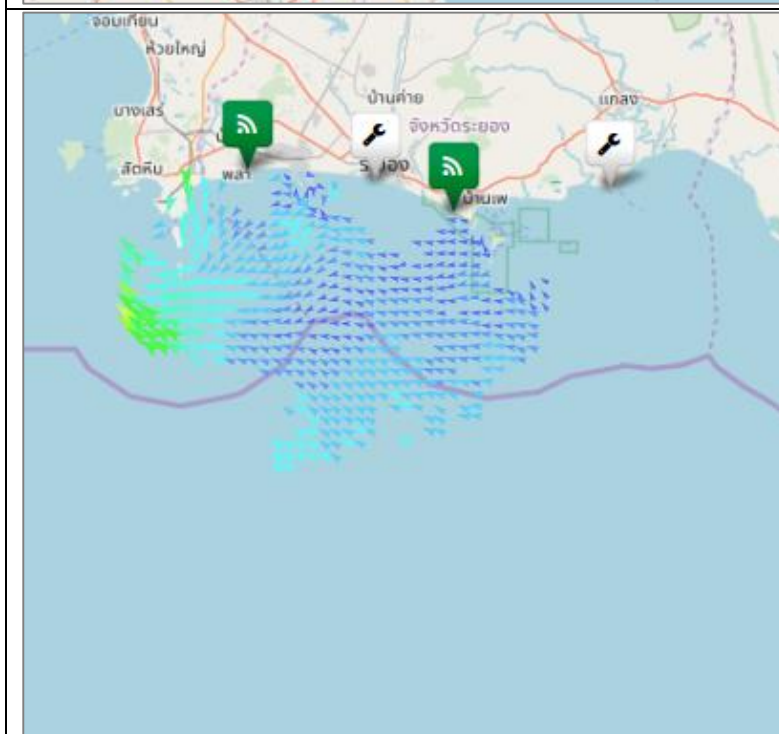 จอมเทียน
ห้วยใหญ่
บางเสร่
บ้านค่าย
แกลง
จังหวัดระยอง
สัตหีบ
พลา
บ้านเพ